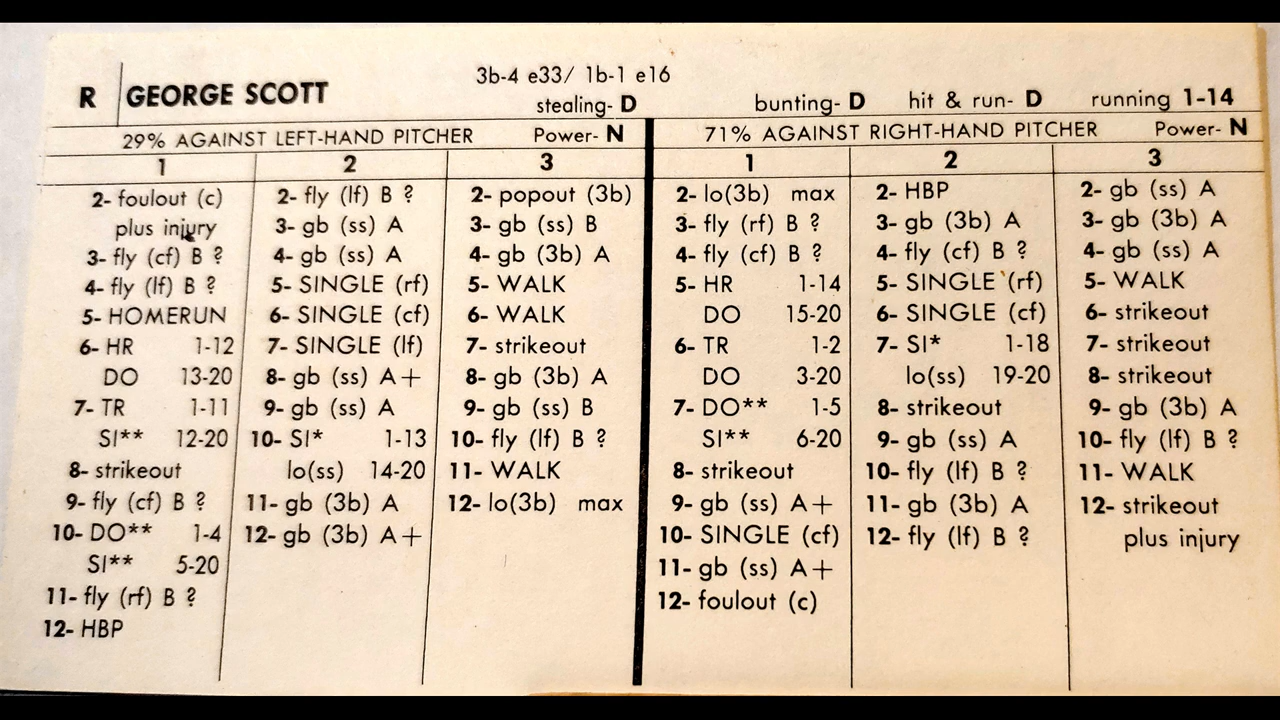 R GEORGE SCOTT
3b-4 e33/ 1b-1 e16
stealing- D bunting- D hit & run- D running 1-14
29% AGAINST LEFT-HAND PITCHER Power- N
1
2- foulout (c)
plus injury
3- fly (cf) B ?
4- fly (lf) B ?
5- HOMERUN
6- HR 1-12
DO 13-20
7- TR 1-11
SI** 12-20
8- strikeout
9- fly (cf) B ?
10- DO** 1-4
SI** 5-20
11- fly (rf) B ?
12- HBP
2
2- fly (lf) B ?
3- gb (ss) A
4- gb (ss) A
5- SINGLE (rf)
6- SINGLE (cf)
7- SINGLE (lf)
8- gb (ss) A+
9- gb (ss) A
10- SI* 1-13
lo(ss) 14-20
11- gb (3b) A
12- gb (3b) A+
3
2- popout (3b)
3- gb (ss) B
4- gb (3b) A
5- WALK
6- WALK
7- strikeout
8- gb (3b) A
9- gb (ss) B
10- fly (lf) B ?
11- WALK
12- lo(3b) max
71% AGAINST RIGHT-HAND PITCHER Power- N
1
2- lo(3b) max
3- fly (rf) B ?
4- fly (cf) B ?
5- HR 1-14
DO 15-20
6- TR 1-2
DO 3-20
7- DO** 1-5
SI** 6-20
8- strikeout
9- gb (ss) A+
10- SINGLE (cf)
11- gb (ss) A+
12- foulout (c)
2
2- HBP
3- gb (3b) A
4- fly (cf) B ?
5- SINGLE (rf)
6- SINGLE (cf)
7- SI* 1-18
lo(ss) 19-20
8- strikeout
9- gb (ss) A
10- fly (lf) B ?
11- gb (3b) A
12- fly (lf) B ?
3
2- gb (ss) A
3- gb (3b) A
4- gb (ss) A
5- WALK
6- strikeout
7- strikeout
8- strikeout
9- gb (3b) A
10- fly (lf) B ?
11- WALK
12- strikeout
plus injury